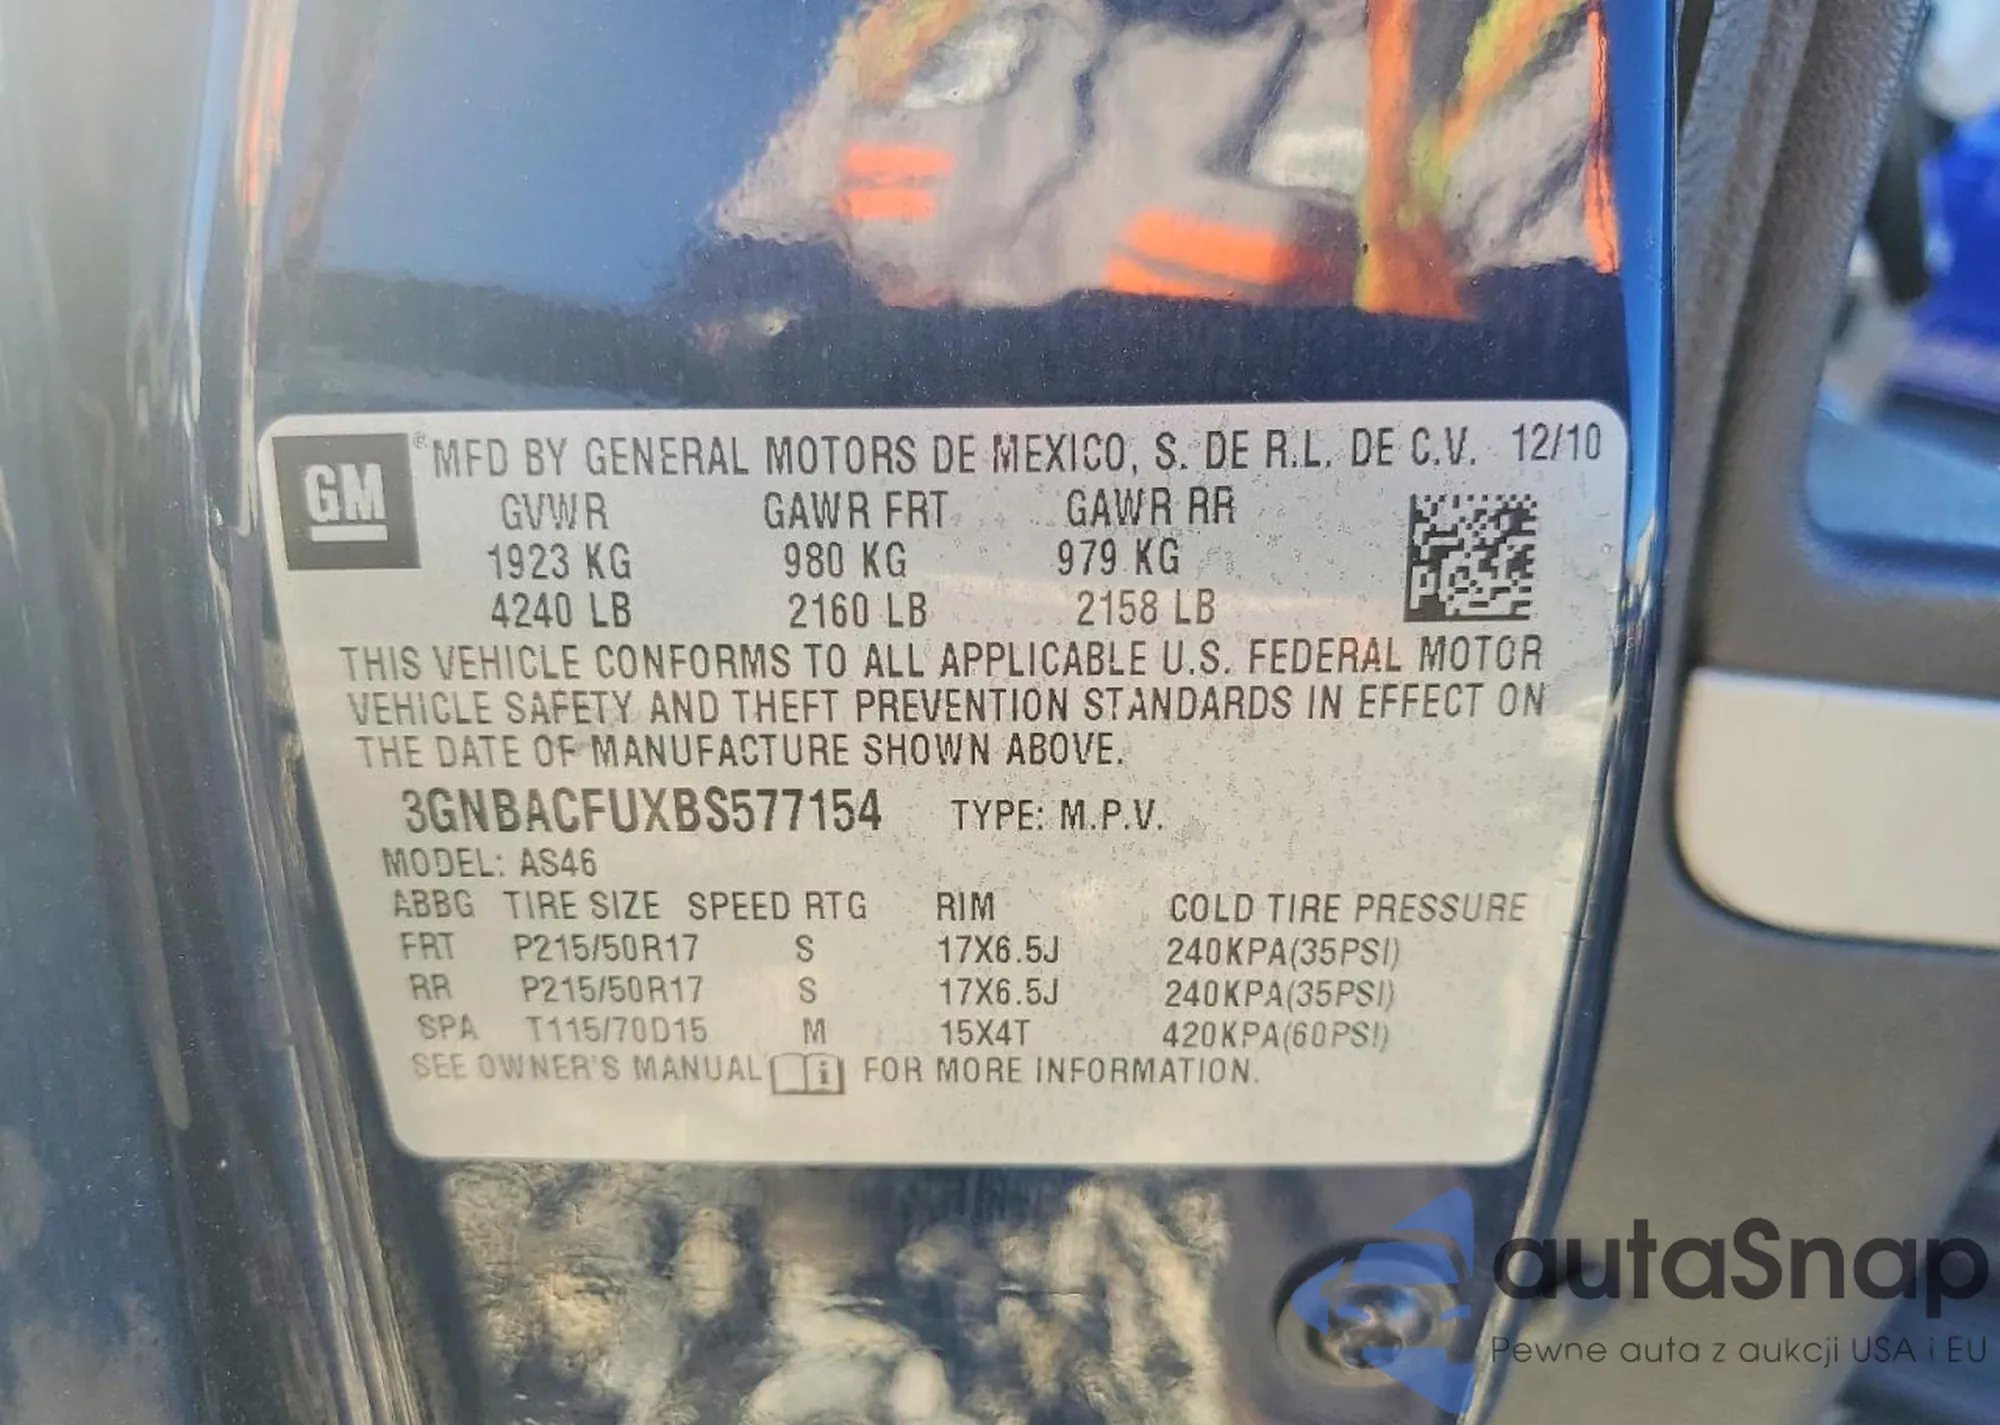 GM ® MFD BY GENERAL MOTORS DE MEXICO, S. DE R.L. DE C.V. 12/10
GVWR GAWR FRT GAWR RR
1923 KG 980 KG 979 KG
4240 LB 2160 LB 2158 LB
THIS VEHICLE CONFORMS TO ALL APPLICABLE U.S. FEDERAL MOTOR
VEHICLE SAFETY AND THEFT PREVENTION STANDARDS IN EFFECT ON
THE DATE OF MANUFACTURE SHOWN ABOVE.
3GNBACFUXBS577154 TYPE: M.P.V.
MODEL: AS46
ABBG TIRE SIZE SPEED RTG RIM COLD TIRE PRESSURE
FRT P215/50R17 S 17X6.5J 240KPA(35PSI)
RR P215/50R17 S 17X6.5J 240KPA(35PSI)
SPA T115/70D15 M 15X4T 420KPA(60PSI)
SEE OWNER'S MANUAL i FOR MORE INFORMATION.
autaSnap
Pewne auta z aukcji USA i EU